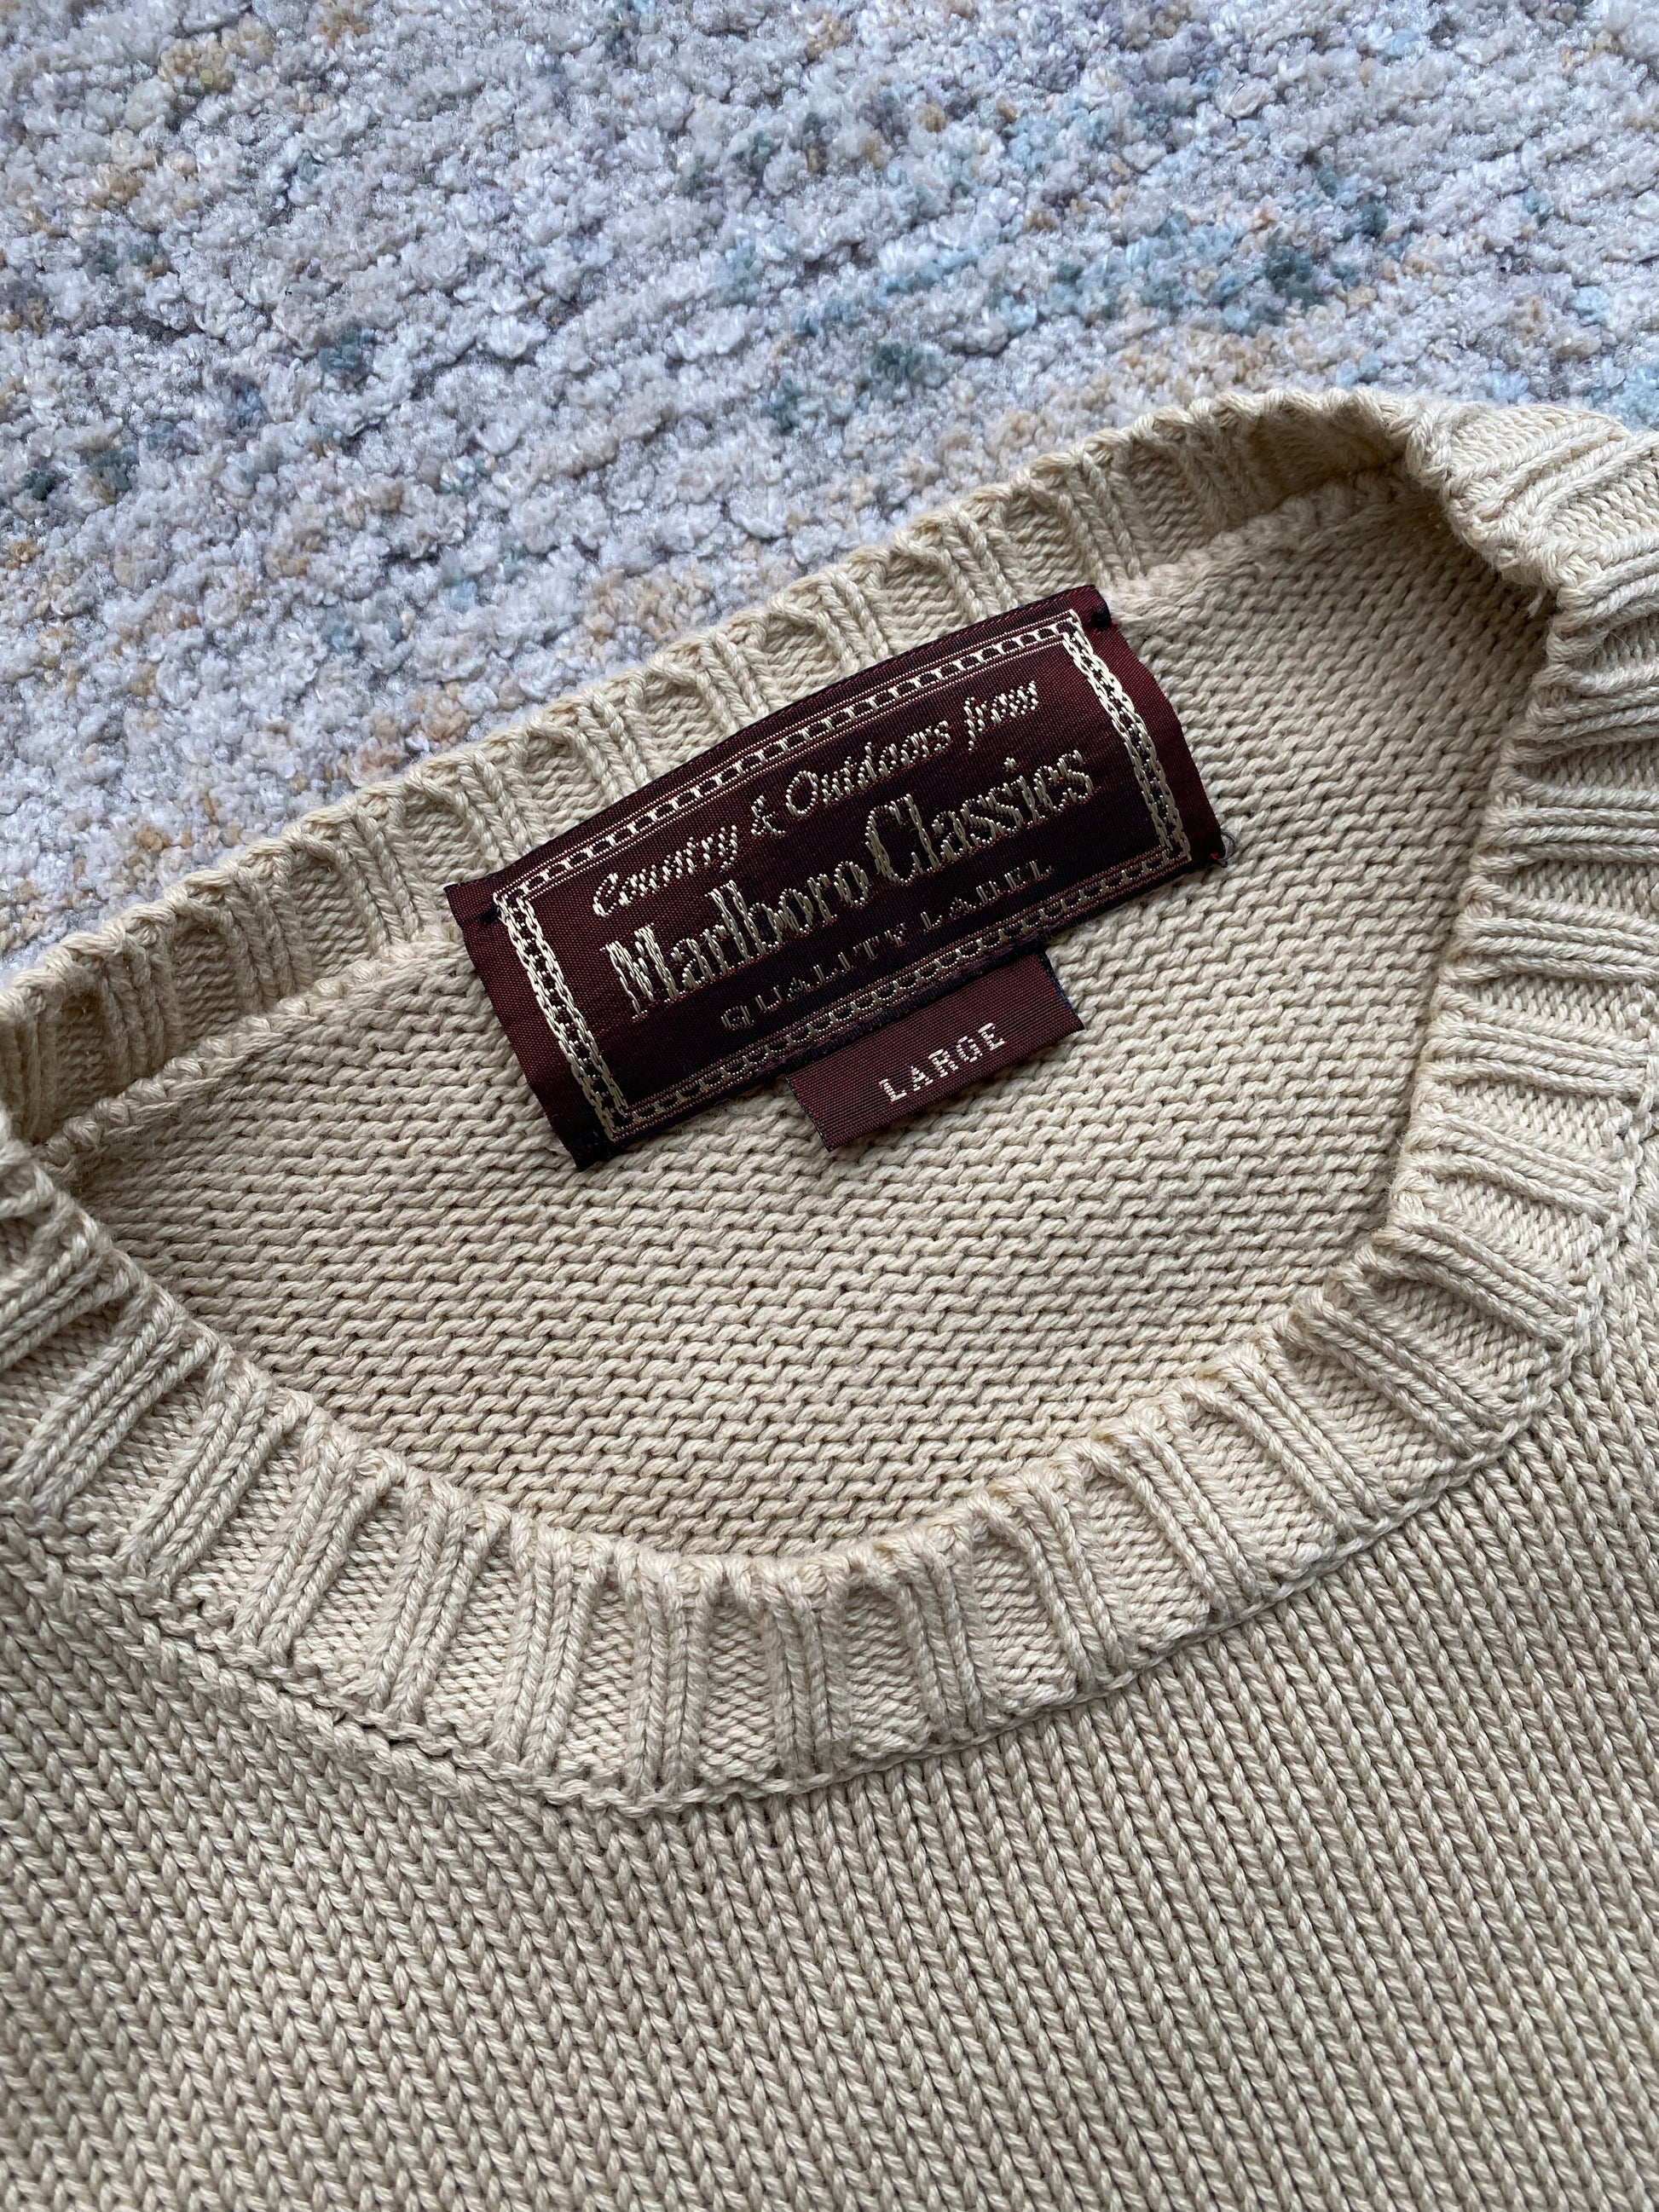 Country & Outdoors from
Marlboro Classics
QUALITY LABEL
LARGE